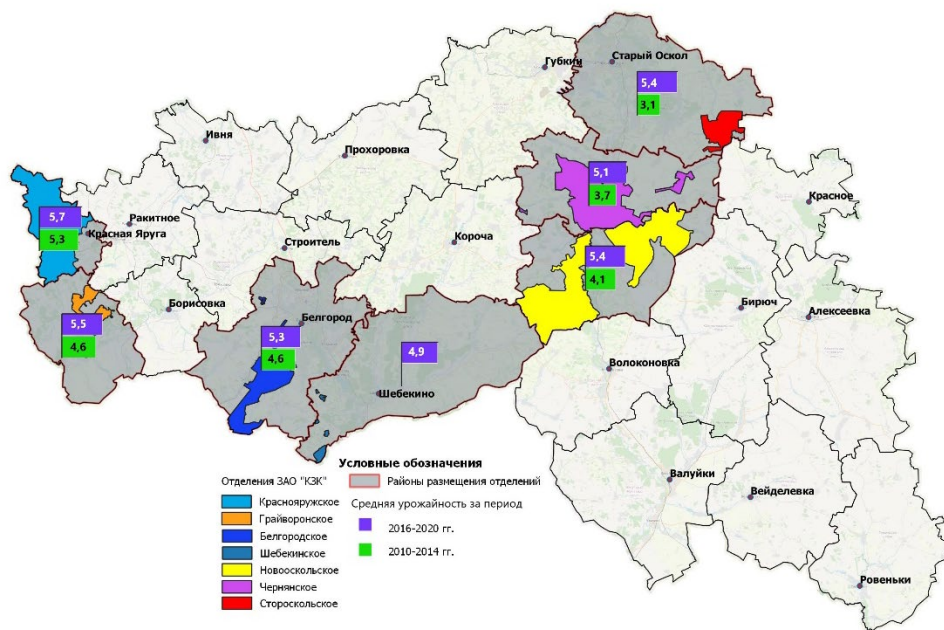 Губкин
Старый Оскол
5,4
3,1
Ивня
Прохоровка
5,1
3,7
Красное
5,7
5,3
Красная Яруга
Ракитное
Строитель
Короча
5,4
4,1
Борисовка
Бирюч
Алексеевка
5,5
4,6
Белгород
5,3
4,6
4,9
Шебекино
Волоконовка
Валуйки
Вейделевка
Ровеньки
Условные обозначения
Отделения ЗАО "КЗК"
Районы размещения отделений
Краснояружское
Грайворонское
Белгородское
Шебекинское
Новооскольское
Чернянское
Стороскольское
Средняя урожайность за период
2016-2020 гг.
2010-2014 гг.